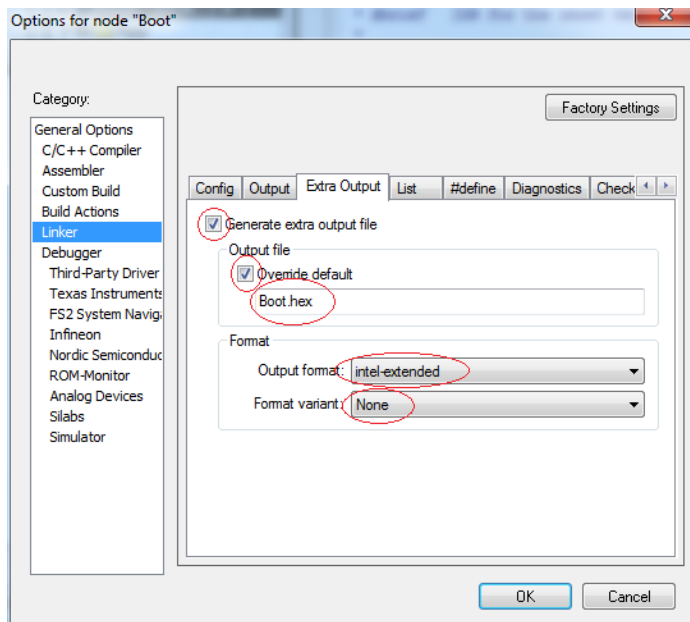 Options for node "Boot"
Category:
Factory Settings
General Options
C/C++ Compiler
Assembler
Custom Build
Build Actions
Linker
Debugger
Third-Party Driver
Texas Instruments
FS2 System Naviga
Infineon
Nordic Semiconduc
ROM-Monitor
Analog Devices
Silabs
Simulator
Config Output Extra Output List #define Diagnostics Check
Generate extra output file
Output file
Override default
Boot.hex
Format
Output format: intel-extended
Format variant: None
OK Cancel